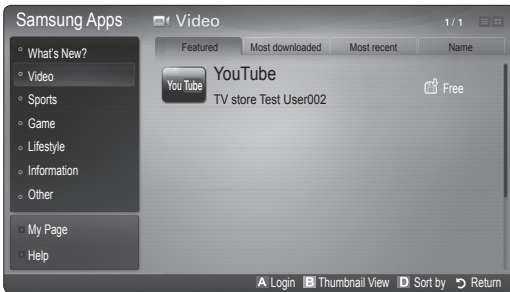 Samsung Apps
Video
1/1
What's New?
Video
Sports
Game
Lifestyle
Information
Other
My Page
Help
Featured
Most downloaded
Most recent
Name
You Tube
YouTube
TV store Test User002
Free
A Login B Thumbnail View D Sort by Return